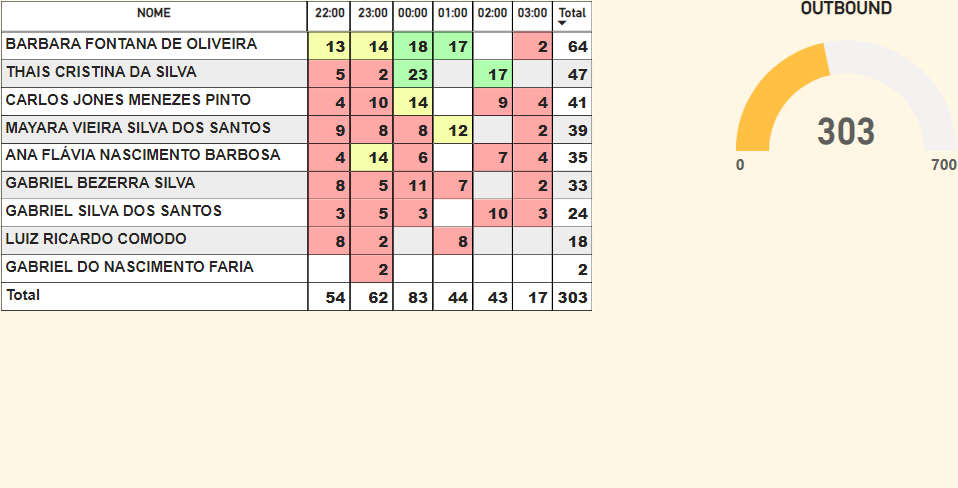 NOME 22:00 23:00 00:00 01:00 02:00 03:00 Total
BARBARA FONTANA DE OLIVEIRA 13 14 18 17 2 64
THAIS CRISTINA DA SILVA 5 2 23 17 47
CARLOS JONES MENEZES PINTO 4 10 14 9 4 41
MAYARA VIEIRA SILVA DOS SANTOS 9 8 8 12 2 39
ANA FLÁVIA NASCIMENTO BARBOSA 4 14 6 7 4 35
GABRIEL BEZERRA SILVA 8 5 11 7 2 33
GABRIEL SILVA DOS SANTOS 3 5 3 10 3 24
LUIZ RICARDO COMODO 8 2 8 18
GABRIEL DO NASCIMENTO FARIA 2 2
Total 54 62 83 44 43 17 303
OUTBOUND
303
0 700